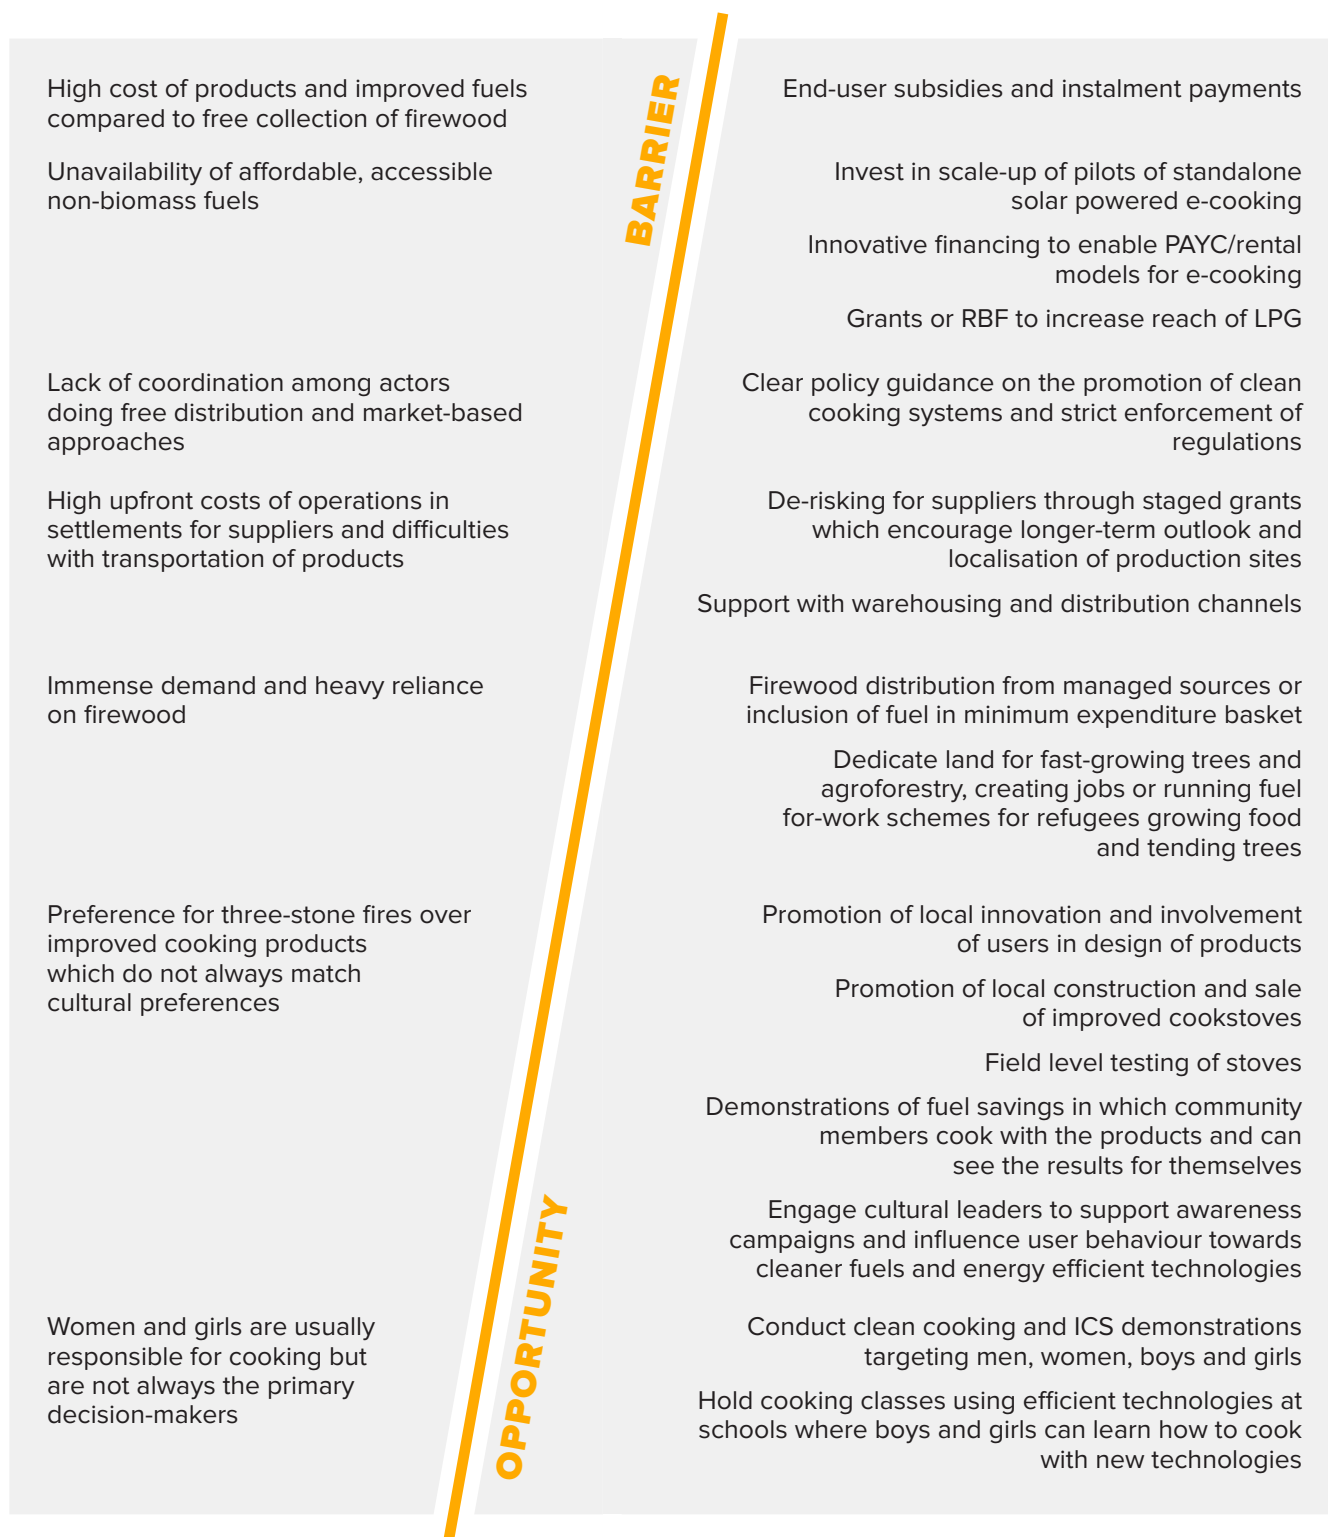 BARRIER
OPPORTUNITY
High cost of products and improved fuels
compared to free collection of firewood
End-user subsidies and instalment payments
Unavailability of affordable, accessible
non-biomass fuels
Invest in scale-up of pilots of standalone
solar powered e-cooking
Innovative financing to enable PAYC/rental
models for e-cooking
Grants or RBF to increase reach of LPG
Lack of coordination among actors
doing free distribution and market-based
approaches
Clear policy guidance on the promotion of clean
cooking systems and strict enforcement of
regulations
High upfront costs of operations in
settlements for suppliers and difficulties
with transportation of products
De-risking for suppliers through staged grants
which encourage longer-term outlook and
localisation of production sites
Support with warehousing and distribution channels
Immense demand and heavy reliance
on firewood
Firewood distribution from managed sources or
inclusion of fuel in minimum expenditure basket
Dedicate land for fast-growing trees and
agroforestry, creating jobs or running fuel
for-work schemes for refugees growing food
and tending trees
Preference for three-stone fires over
improved cooking products
which do not always match
cultural preferences
Promotion of local innovation and involvement
of users in design of products
Promotion of local construction and sale
of improved cookstoves
Field level testing of stoves
Demonstrations of fuel savings in which community
members cook with the products and can
see the results for themselves
Engage cultural leaders to support awareness
campaigns and influence user behaviour towards
cleaner fuels and energy efficient technologies
Women and girls are usually
responsible for cooking but
are not always the primary
decision-makers
Conduct clean cooking and ICS demonstrations
targeting men, women, boys and girls
Hold cooking classes using efficient technologies at
schools where boys and girls can learn how to cook
with new technologies